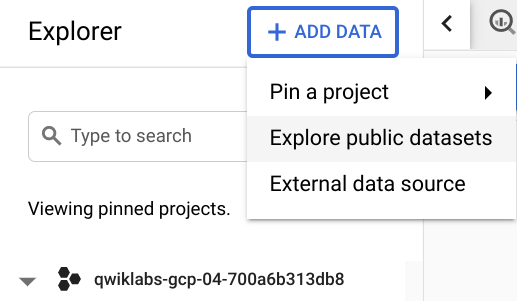 Explorer
+ ADD DATA
Pin a project
Explore public datasets
External data source
Type to search
Viewing pinned projects.
qwiklabs-gcp-04-700a6b313db8